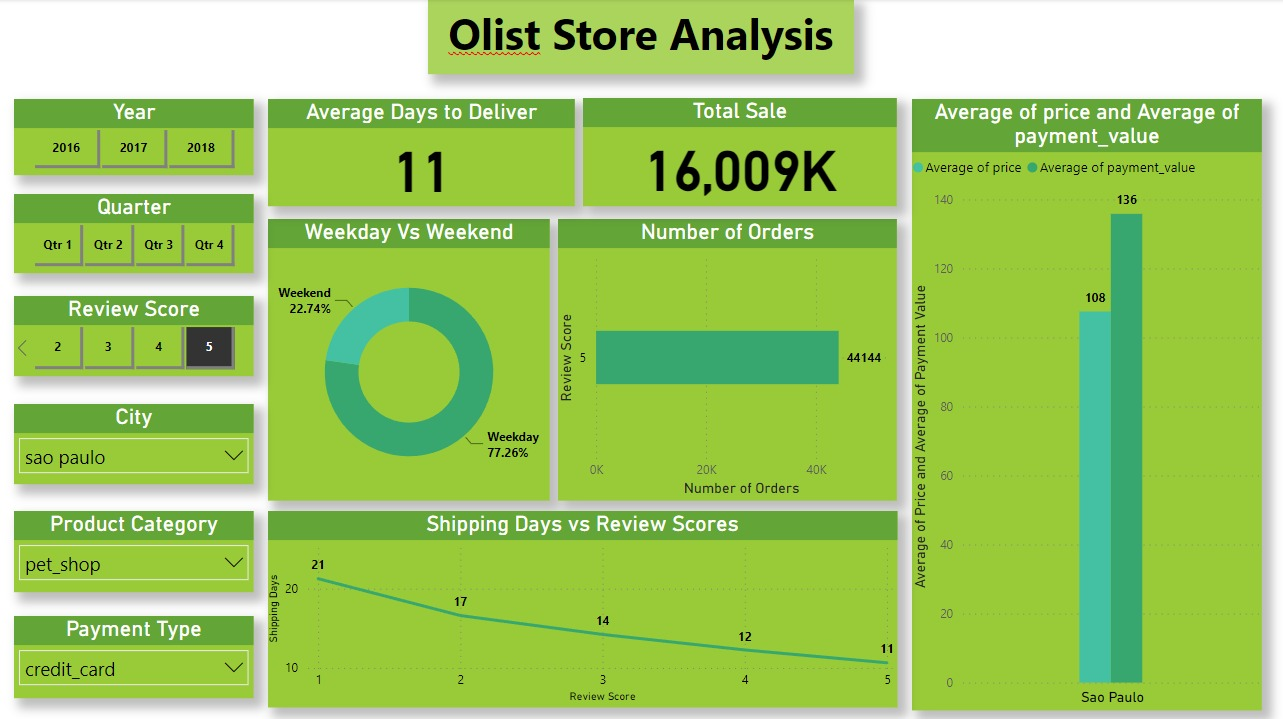 Olist Store Analysis
Year
2016 2017 2018
Quarter
Qtr 1 Qtr 2 Qtr 3 Qtr 4
Review Score
2 3 4 5
City
sao paulo
Product Category
pet_shop
Payment Type
credit_card
Average Days to Deliver
11
Total Sale
16,009K
Weekday Vs Weekend
Weekend
22.74%
Weekday
77.26%
Number of Orders
Review Score
5
44144
0K 20K 40K
Number of Orders
Shipping Days vs Review Scores
Shipping Days
20
10
21
17
14
12
11
1 2 3 4 5
Review Score
Average of price and Average of
payment_value
Average of price Average of payment_value
Average of Price and Average of Payment Value
140
120
100
80
60
40
20
0
108
136
Sao Paulo